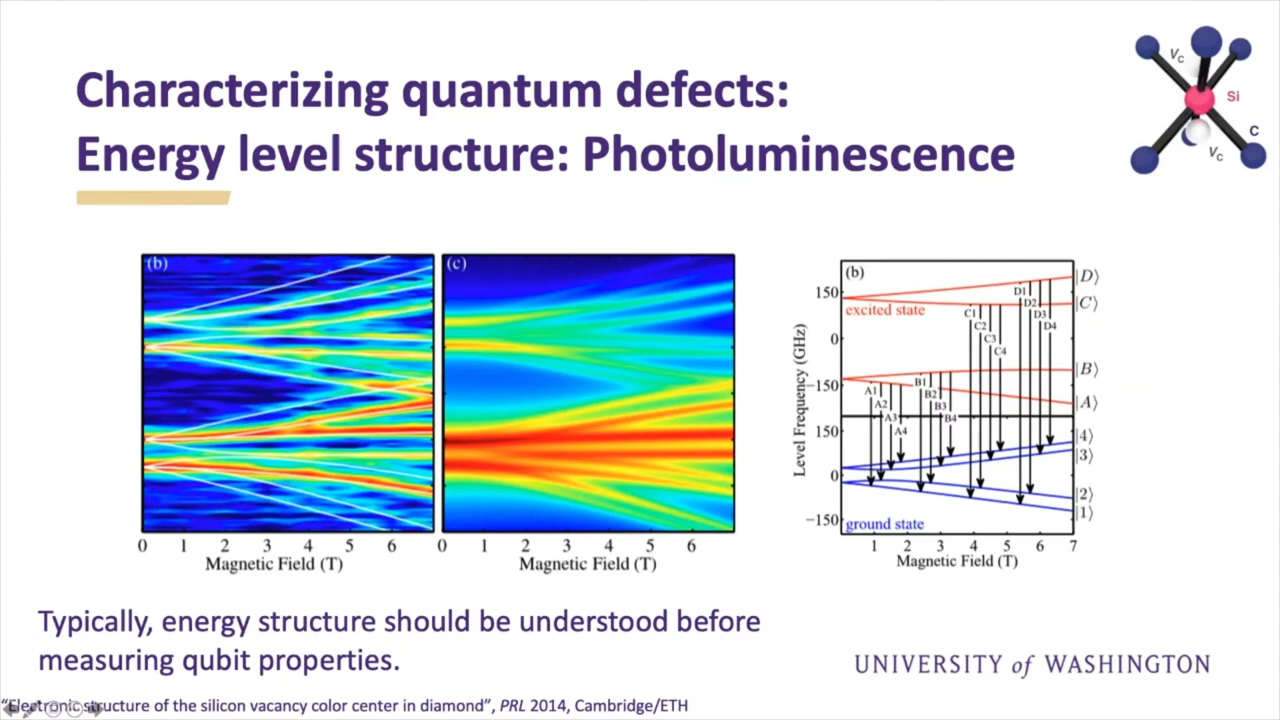 Characterizing quantum defects:
Energy level structure: Photoluminescence
V_C
Si
C
V_C
(b)
0 1 2 3 4 5 6
Magnetic Field (T)
(c)
0 1 2 3 4 5 6
Magnetic Field (T)
(b)
Level Frequency (GHz)
150
0
−150
150
0
−150
excited state
ground state
A1
A2
A3
A4
B1
B2
B3
B4
C1
C2
C3
C4
D1
D2
D3
D4
|D⟩
|C⟩
|B⟩
|A⟩
|4⟩
|3⟩
|2⟩
|1⟩
1 2 3 4 5 6 7
Magnetic Field (T)
Typically, energy structure should be understood before
measuring qubit properties.
UNIVERSITY of WASHINGTON
“Electronic structure of the silicon vacancy color center in diamond”, PRL 2014, Cambridge/ETH